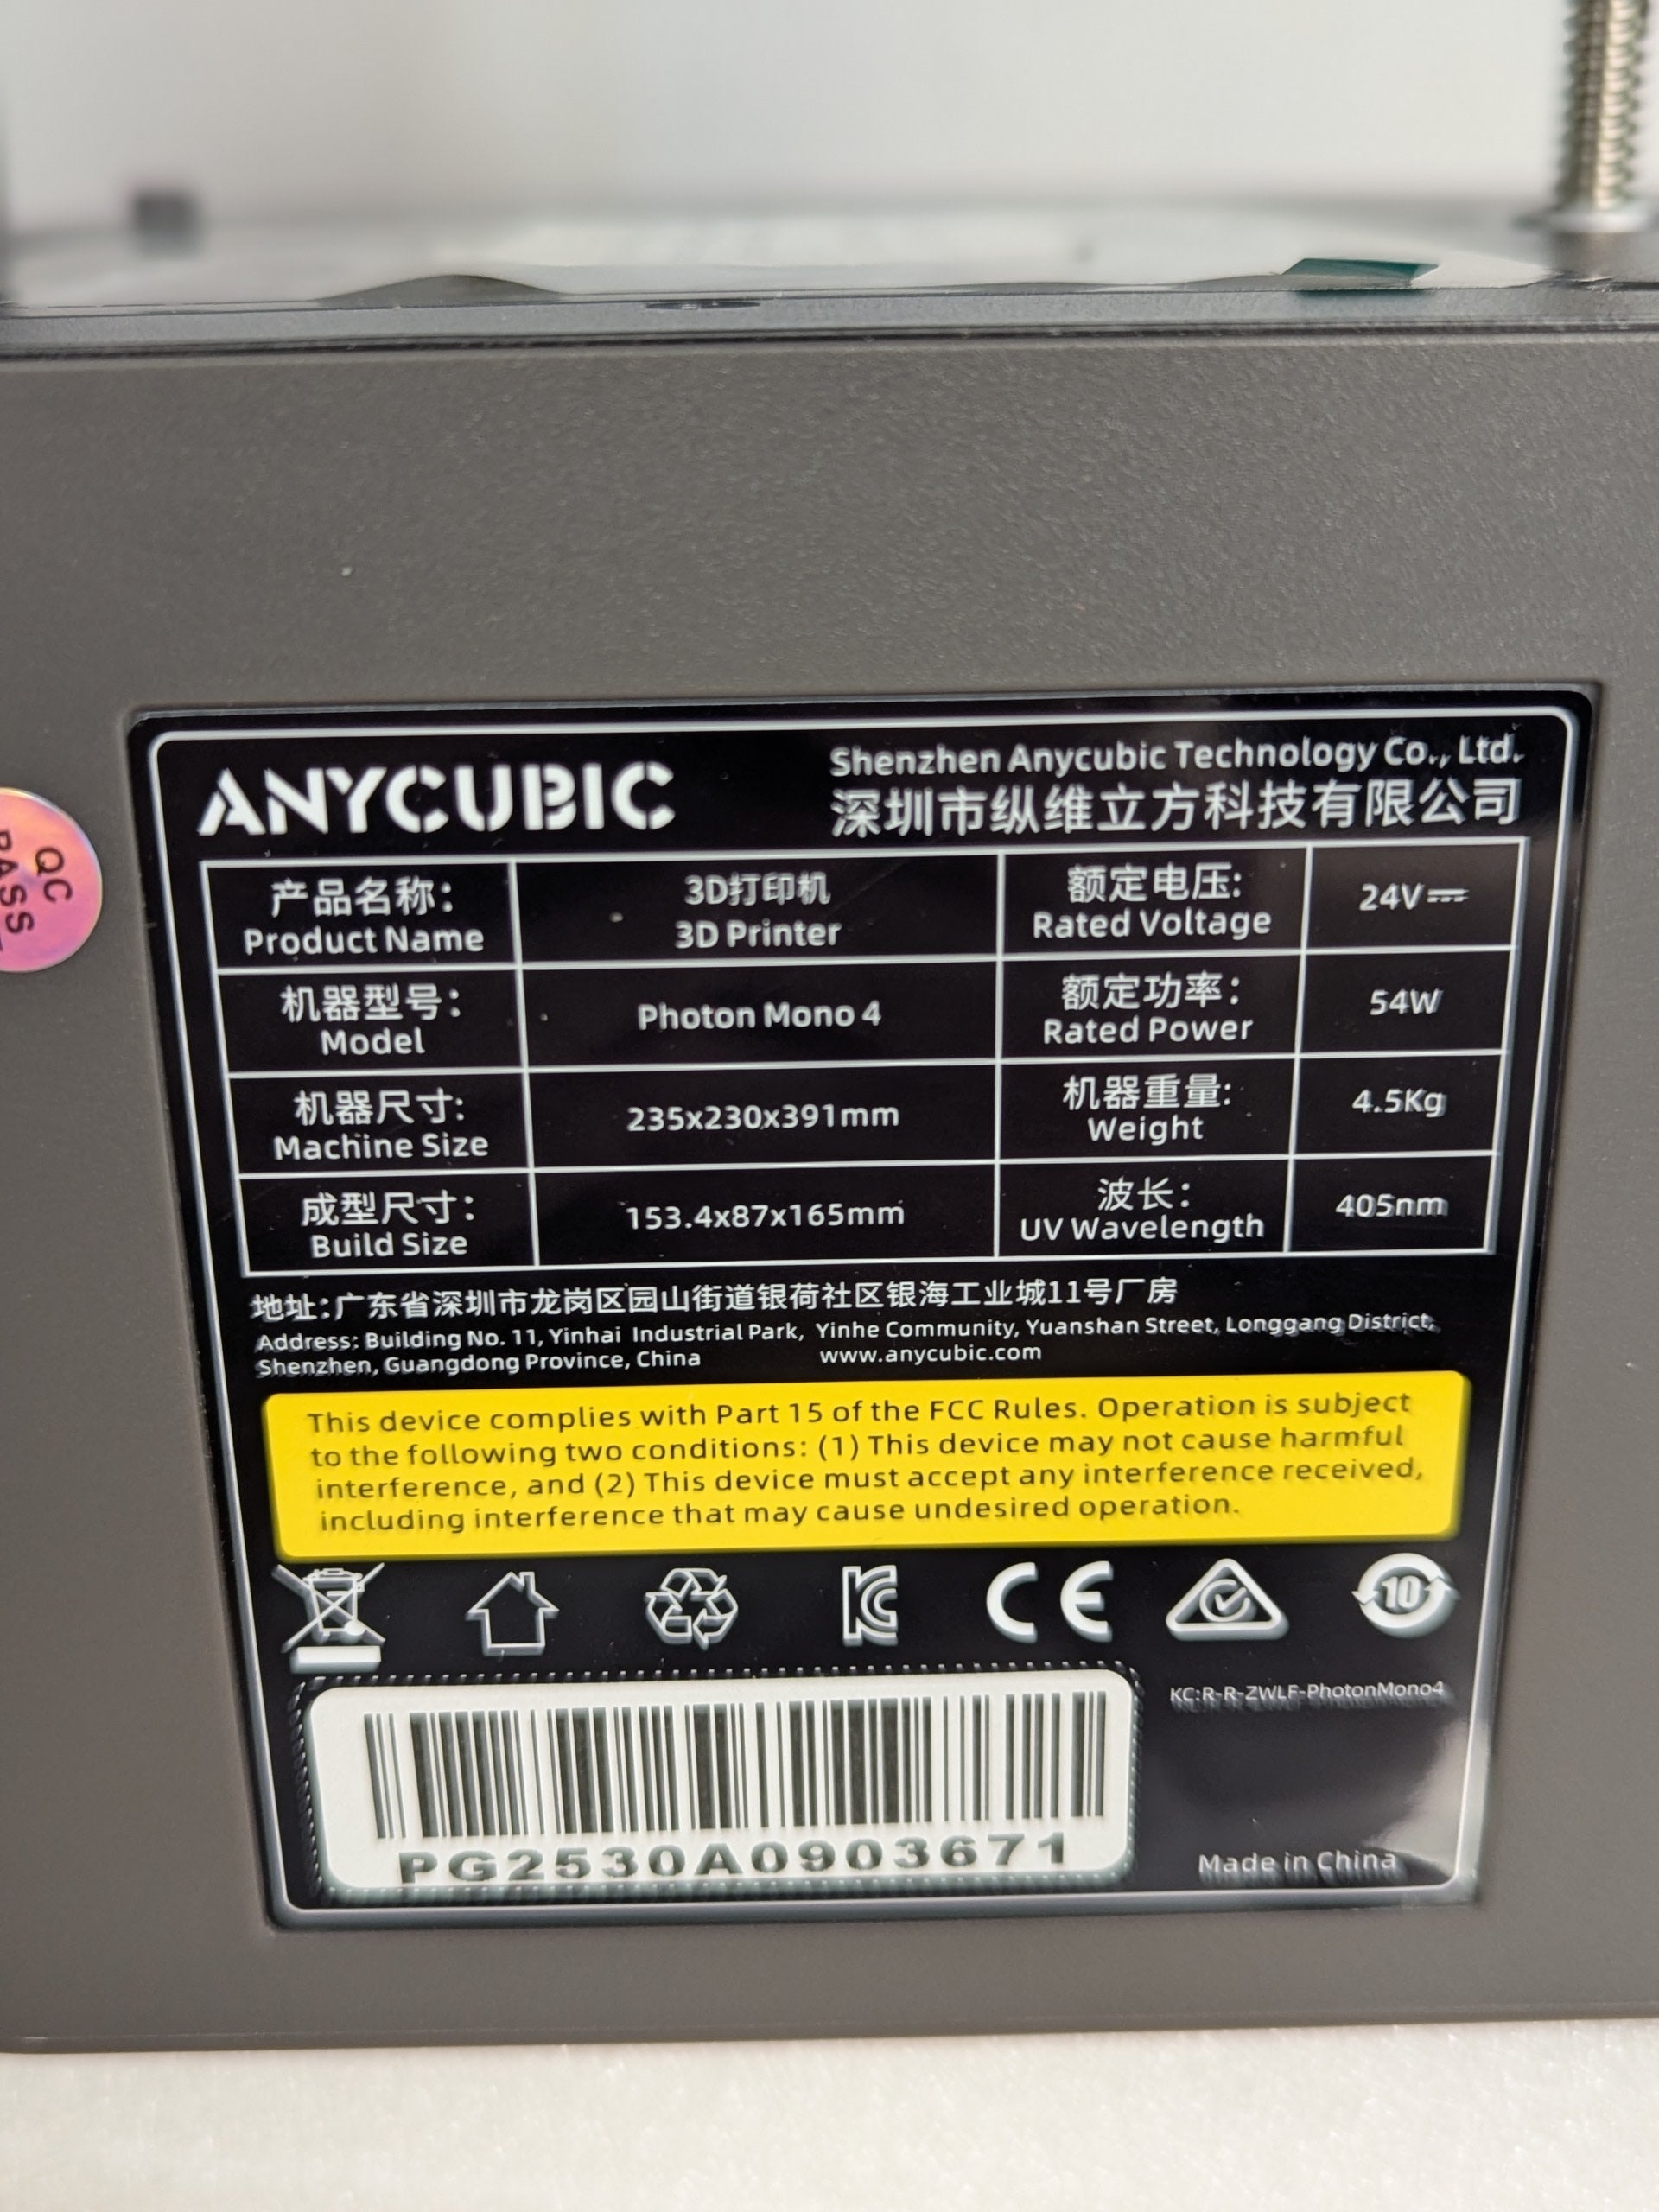 ANYCUBIC
Shenzhen Anycubic Technology Co., Ltd.
深圳市纵维立方科技有限公司
产品名称:
Product Name
3D打印机
3D Printer
额定电压:
Rated Voltage
24V
机器型号:
Model
Photon Mono 4
额定功率:
Rated Power
54W
机器尺寸:
Machine Size
235x230x391mm
机器重量:
Weight
4.5Kg
成型尺寸:
Build Size
153.4x87x165mm
波长:
UV Wavelength
405nm
地址:广东省深圳市龙岗区园山街道银荷社区银海工业城11号厂房
Address: Building No. 11, Yinhai Industrial Park, Yinhe Community, Yuanshan Street, Longgang District,
Shenzhen, Guangdong Province, China www.anycubic.com
This device complies with Part 15 of the FCC Rules. Operation is subject
to the following two conditions: (1) This device may not cause harmful
interference, and (2) This device must accept any interference received,
including interference that may cause undesired operation.
KC CE 10
KC:R-R-ZWLF-PhotonMono4
PG2530A0903671
Made in China
QC
PASS